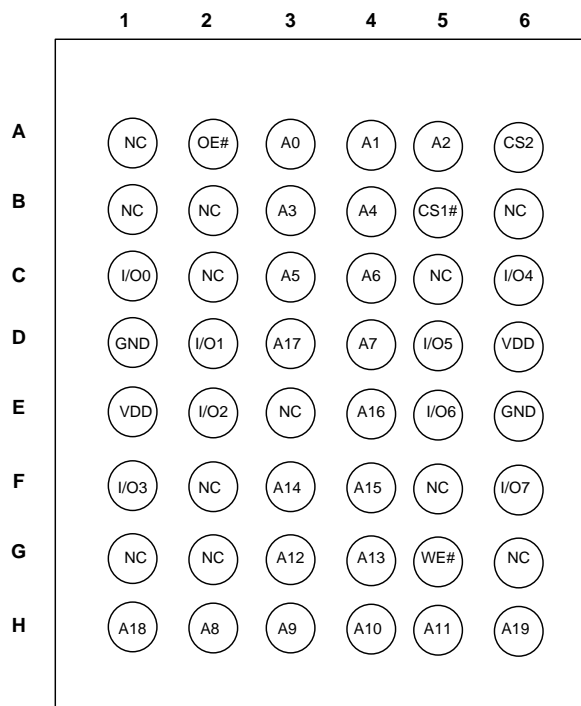 1 2 3 4 5 6
A NC OE# A0 A1 A2 CS2
B NC NC A3 A4 CS1# NC
C I/O0 NC A5 A6 NC I/O4
D GND I/O1 A17 A7 I/O5 VDD
E VDD I/O2 NC A16 I/O6 GND
F I/O3 NC A14 A15 NC I/O7
G NC NC A12 A13 WE# NC
H A18 A8 A9 A10 A11 A19